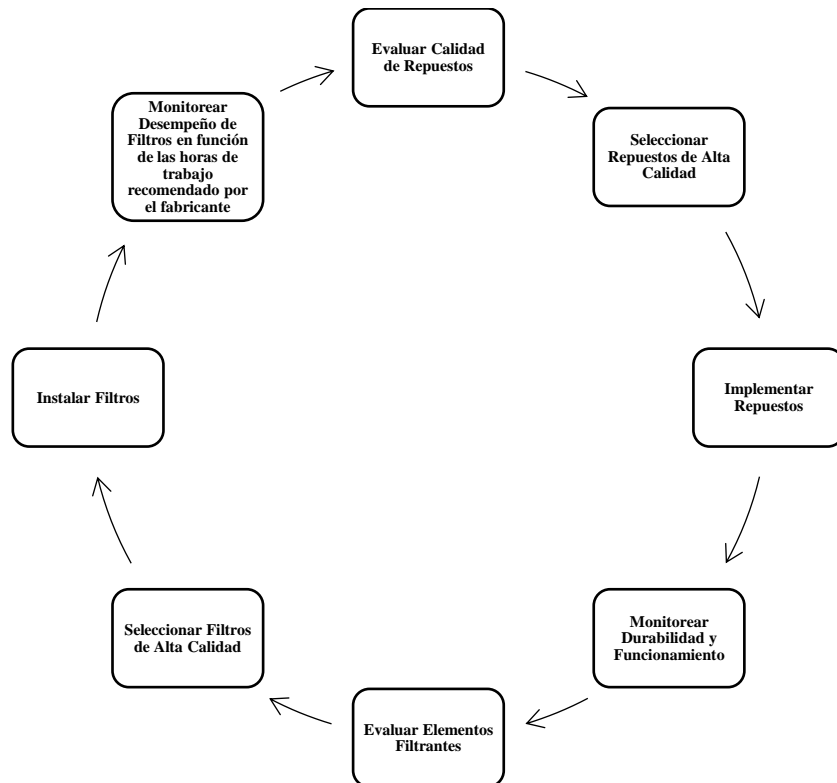 Evaluar Calidad
de Repuestos
Seleccionar
Repuestos de Alta
Calidad
Implementar
Repuestos
Monitorear
Durabilidad y
Funcionamiento
Evaluar Elementos
Filtrantes
Seleccionar Filtros
de Alta Calidad
Instalar Filtros
Monitorear
Desempeño de
Filtros en función
de las horas de
trabajo
recomendado por
el fabricante